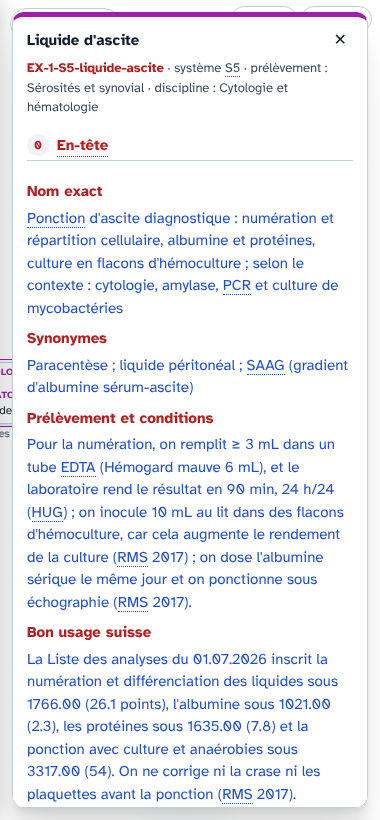 Liquide d'ascite ×
EX-1-S5-liquide-ascite · système S5 · prélèvement :
Sérosités et synovial · discipline : Cytologie et
hématologie
0 En-tête
Nom exact
Ponction d'ascite diagnostique : numération et
répartition cellulaire, albumine et protéines,
culture en flacons d'hémoculture ; selon le
contexte : cytologie, amylase, PCR et culture de
mycobactéries
Synonymes
Paracentèse ; liquide péritonéal ; SAAG (gradient
d'albumine sérum-ascite)
Prélèvement et conditions
Pour la numération, on remplit ≥ 3 mL dans un
tube EDTA (Hémogard mauve 6 mL), et le
laboratoire rend le résultat en 90 min, 24 h/24
(HUG) ; on inocule 10 mL au lit dans des flacons
d'hémoculture, car cela augmente le rendement
de la culture (RMS 2017) ; on dose l'albumine
sérique le même jour et on ponctionne sous
échographie (RMS 2017).
Bon usage suisse
La Liste des analyses du 01.07.2026 inscrit la
numération et différenciation des liquides sous
1766.00 (26.1 points), l'albumine sous 1021.00
(2.3), les protéines sous 1635.00 (7.8) et la
ponction avec culture et anaérobies sous
3317.00 (54). On ne corrige ni la crase ni les
plaquettes avant la ponction (RMS 2017).